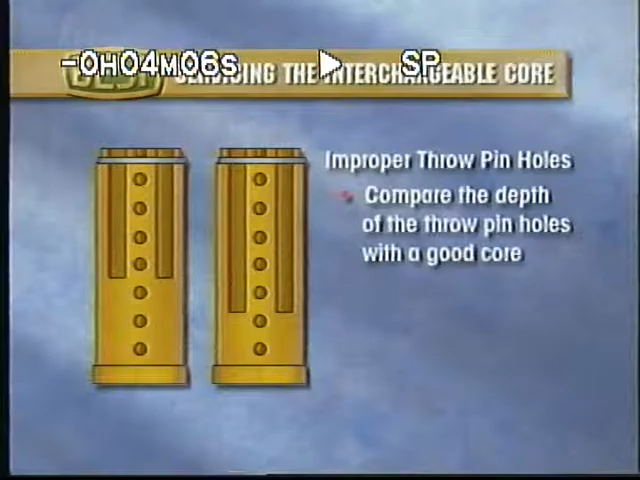 -0H04M06S SP
BEST SERVICING THE INTERCHANGEABLE CORE
Improper Throw Pin Holes
Compare the depth
of the throw pin holes
with a good core